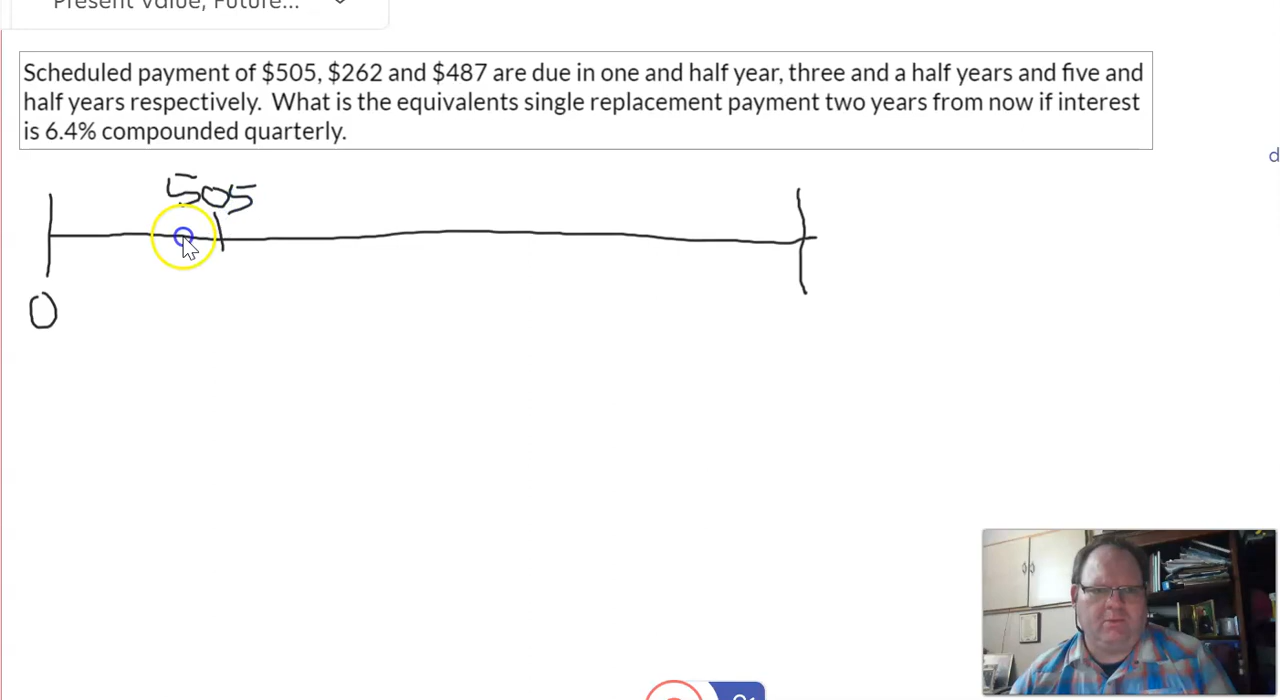 Present Value, Future...
Scheduled payment of $505, $262 and $487 are due in one and half year, three and a half years and five and
half years respectively. What is the equivalents single replacement payment two years from now if interest
is 6.4% compounded quarterly.
d
505
0